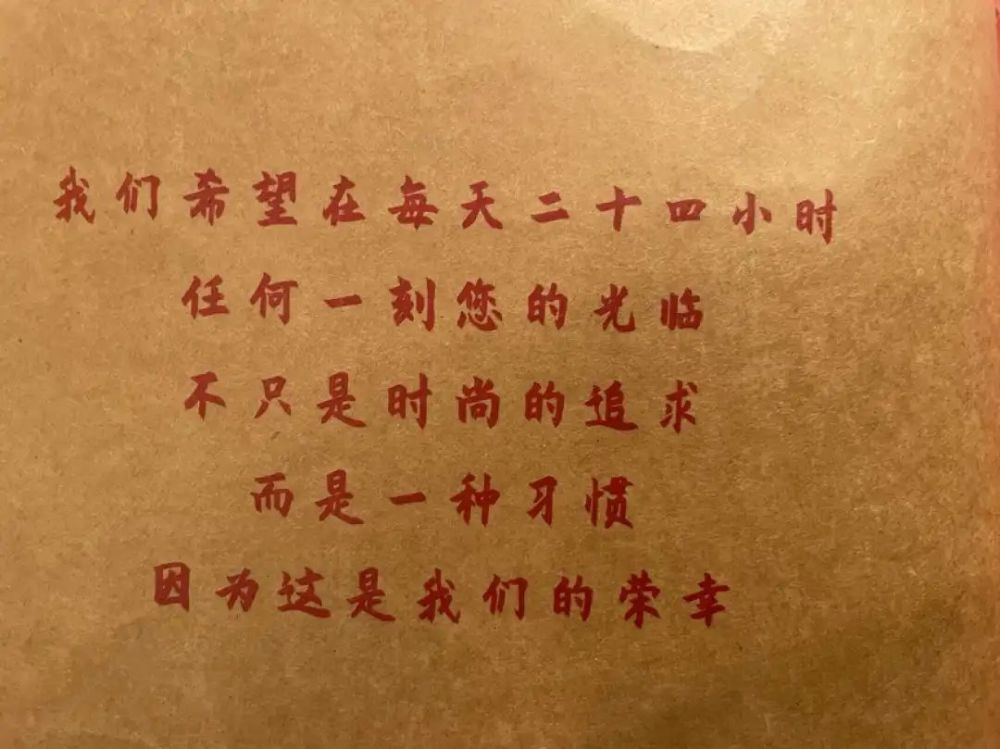 我们希望在每天二十四小时
任何一刻您的光临
不只是时尚的追求
而是一种习惯
因为这是我们的荣幸